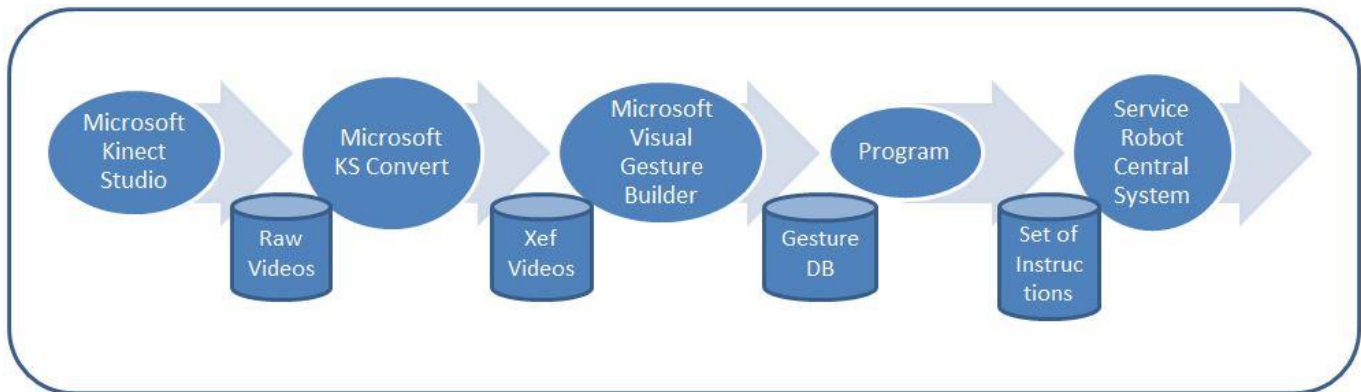 Microsoft
Kinect
Studio
Raw
Videos
Microsoft
KS Convert
Xef
Videos
Microsoft
Visual
Gesture
Builder
Gesture
DB
Program
Set of
Instruc
tions
Service
Robot
Central
System